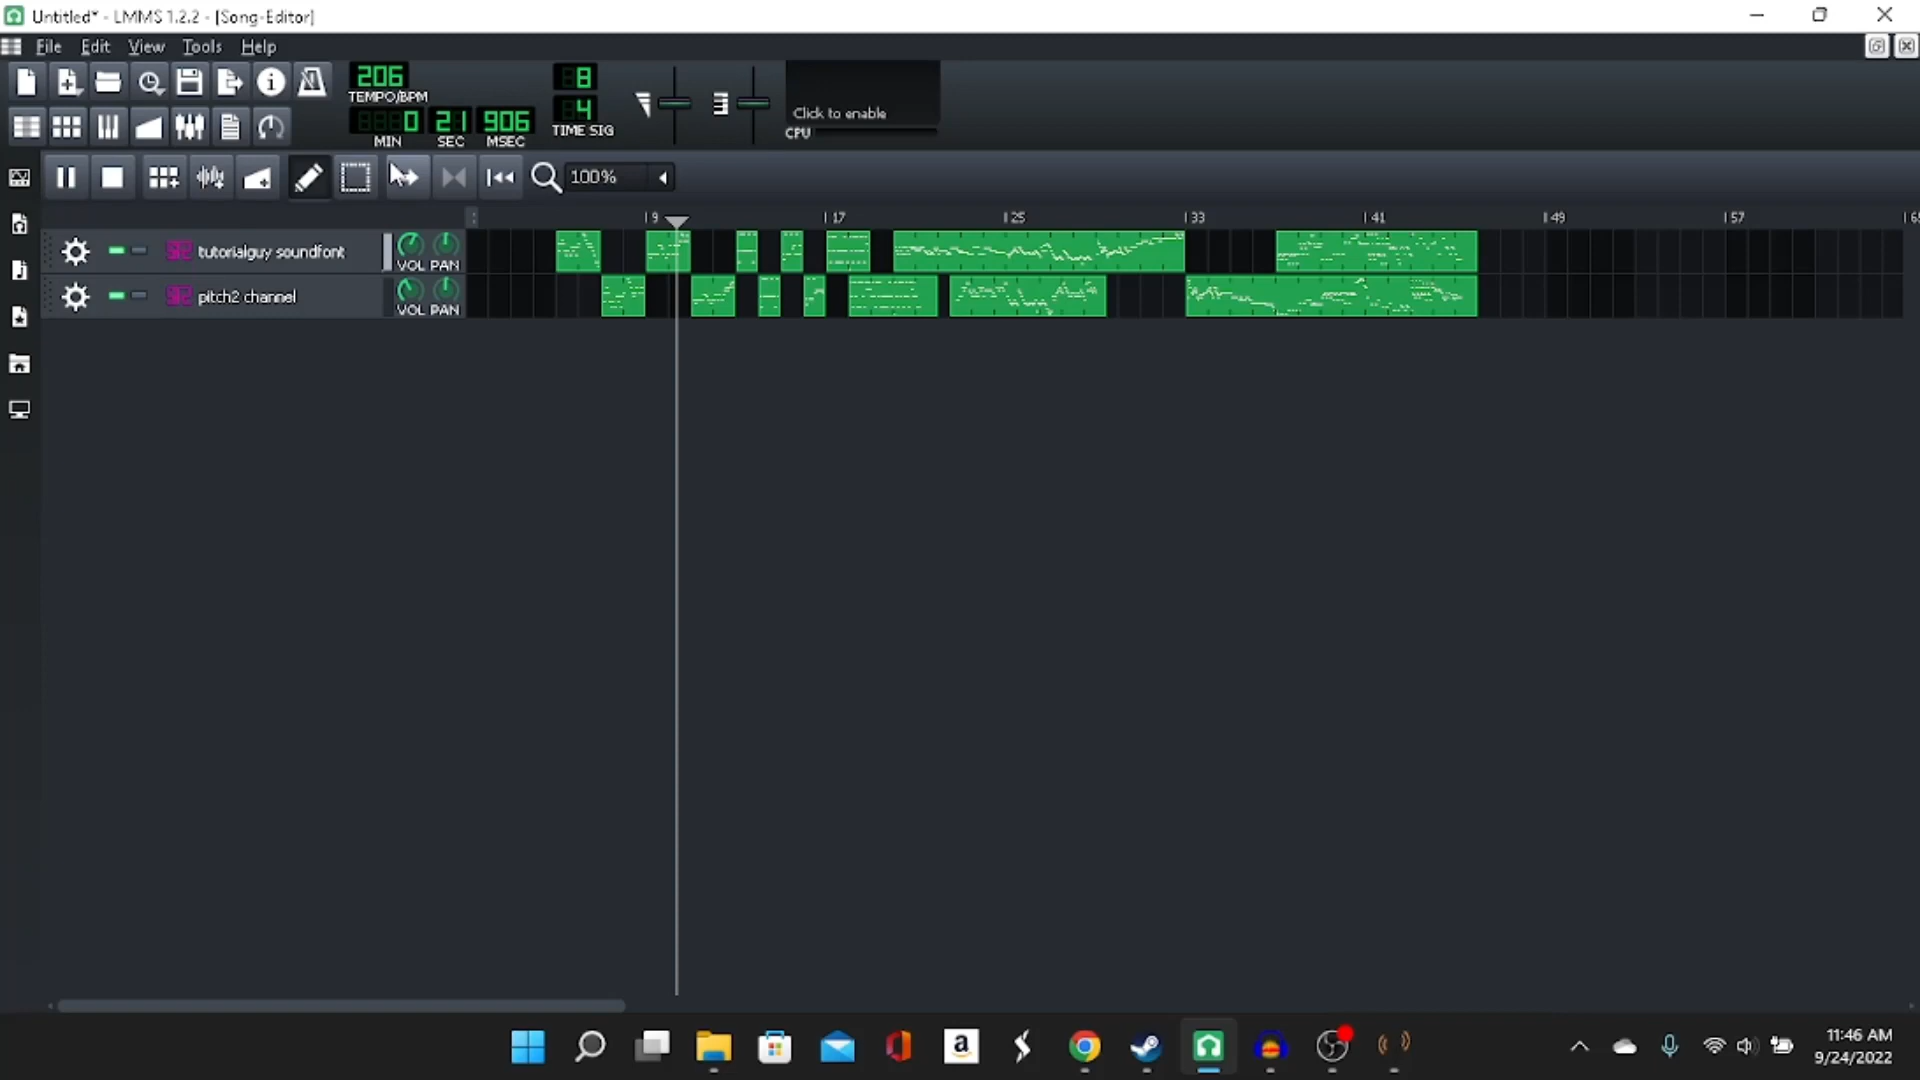 Untitled* - LMMS 1.2.2 - [Song-Editor]
File Edit View Tools Help
206
TEMPO/BPM
0 21 906
MIN SEC MSEC
8
4
TIME SIG
Click to enable
CPU
100%
9 17 25 33 41 49 57
tutorialguy soundfont
VOL PAN
pitch2 channel
VOL PAN
11:46 AM
9/24/2022